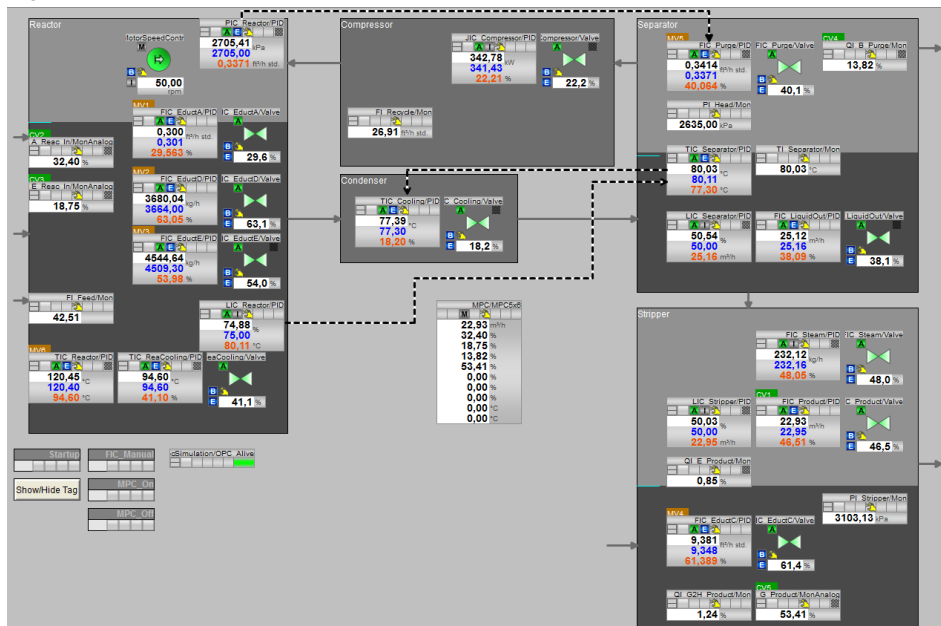 Reactor
PIC_Reactor/PID
2705,41 kPa
2705,00
0,3371 ft³/h std.
MotorSpeedContr
M
B
I 50,00
rpm
MV1
FIC_EductA/PID
A E
0,300 ft³/h std.
0,301
29,563 %
IC_EductA/Valve
A
B
E 29,6 %
CV2
A_Reac_In/MonAnalog
32,40 %
MV2
FIC_EductD/PID
A E
3680,04 kg/h
3664,00
63,05 %
IC_EductD/Valve
A
B
E 63,1 %
CV3
E_Reac_In/MonAnalog
18,75 %
MV3
FIC_EductE/PID
A E
4544,64 kg/h
4509,30
53,98 %
IC_EductE/Valve
A
B
E 54,0 %
FI_Feed/Mon
42,51
LIC_Reactor/PID
74,88 %
75,00
80,11 °C
MV6
TIC_Reactor/PID
A E
120,45 °C
120,40
94,60 °C
TIC_ReaCooling/PID
A E
94,60 °C
94,60
41,10 %
eaCooling/Valve
A
B
E 41,1 %
Compressor
JIC_Compressor/PID
A I
342,78 kW
341,43
22,21 %
Compressor/Valve
A
B
E 22,2 %
FI_Recycle/Mon
26,91 ft³/h std.
Condenser
TIC_Cooling/PID
A E
77,39 °C
77,30
18,20 %
IC_Cooling/Valve
A
B
E 18,2 %
MPC/MPC5x6
M
22,93 m³/h
32,40 %
18,75 %
13,82 %
53,41 %
0,00 %
0,00 %
0,00 %
0,00 °C
0,00 °C
Separator
MV5
FIC_Purge/PID
A E
0,3414 ft³/h std.
0,3371
40,064 %
FIC_Purge/Valve
A
B
E 40,1 %
CV4
QI_B_Purge/Mon
13,82 %
PI_Head/Mon
2635,00 kPa
TIC_Separator/PID
A E
80,03 °C
80,11
77,30 °C
TI_Separator/Mon
80,03 °C
LIC_Separator/PID
A I
50,54 %
50,00
25,16 m³/h
FIC_LiquidOut/PID
A E
25,12 m³/h
25,16
38,09 %
LiquidOut/Valve
A
B
E 38,1 %
Stripper
FIC_Steam/PID
A I
232,12 kg/h
232,16
48,05 %
IC_Steam/Valve
A
B
E 48,0 %
LIC_Stripper/PID
A I
50,03 %
50,00
22,95 m³/h
CV1
FIC_Product/PID
A E
22,93 m³/h
22,95
46,51 %
IC_Product/Valve
A
B
E 46,5 %
QI_E_Product/Mon
0,85 %
PI_Stripper/Mon
3103,13 kPa
MV4
FIC_EductC/PID
A E
9,381 ft³/h std.
9,348
61,389 %
IC_EductC/Valve
A
B
E 61,4 %
QI_G2H_Product/Mon
1,24 %
CV5
G_Product/MonAnalog
53,41 %
Startup
FIC_Manual
cSimulation/OPC_Alive
Show/Hide Tag
MPC_On
MPC_Off